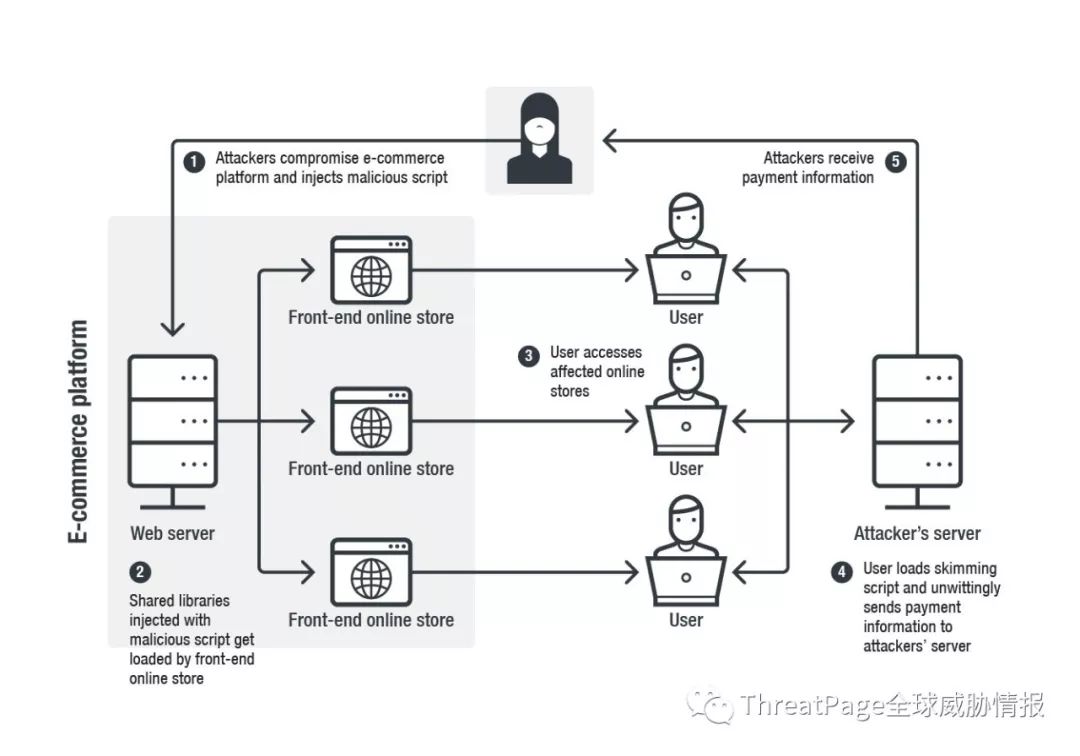 1
Attackers compromise e-commerce
platform and injects malicious script
Attackers receive
payment information
5
E-commerce platform
Front-end online store
User
3
User accesses
affected online
stores
Front-end online store
User
Web server
Attacker's server
2
Shared libraries
injected with
malicious script get
loaded by front-end
online store
Front-end online store
User
4
User loads skimming
script and unwittingly
sends payment
information to
attackers' server
ThreatPage全球威胁情报